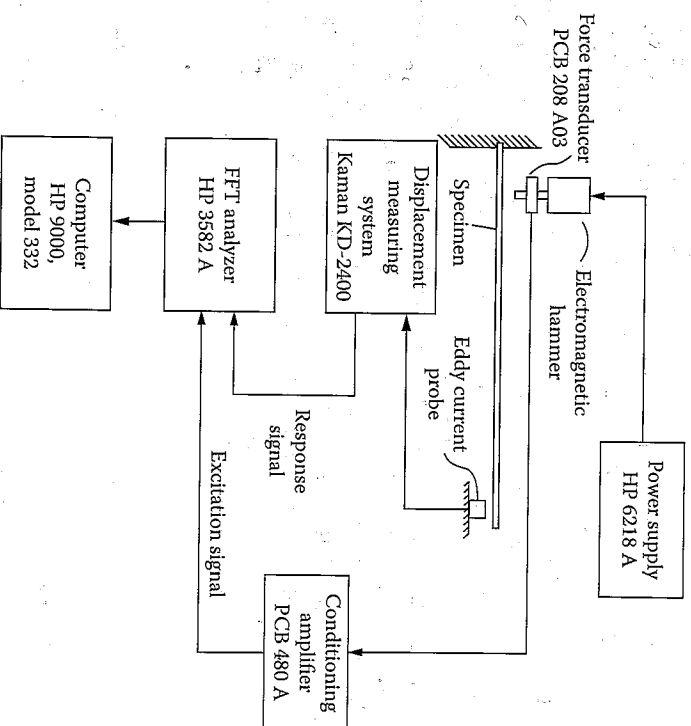 Force transducer
PCB 208 A03
Electromagnetic
hammer
Power supply
HP 6218 A
Specimen
Eddy current
probe
Displacement
measuring
system
Kaman KD-2400
Response
signal
FFT analyzer
HP 3582 A
Excitation signal
Conditioning
amplifier
PCB 480 A
Computer
HP 9000,
model 332